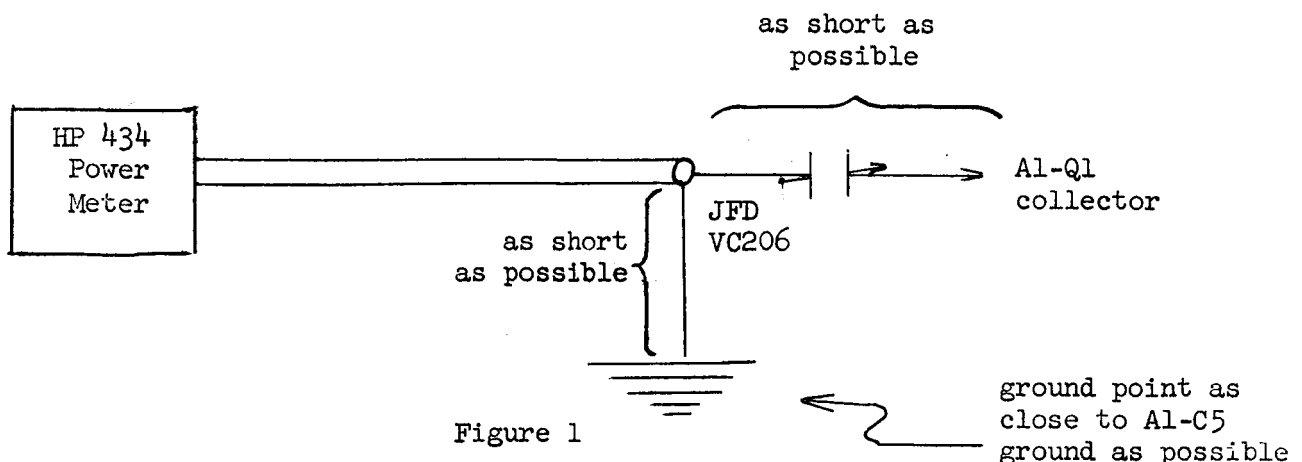 as short as
possible
HP 434
Power
Meter
A1-Q1
collector
JFD
VC206
as short
as possible
ground point as
close to A1-C5
ground as possible
Figure 1